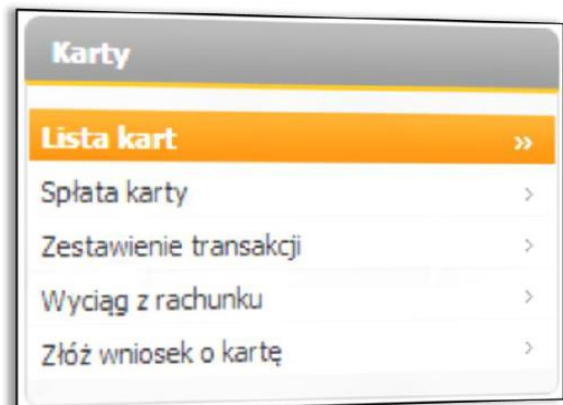 Karty
Lista kart »
Spłata karty >
Zestawienie transakcji >
Wyciąg z rachunku >
Złóż wniosek o kartę >